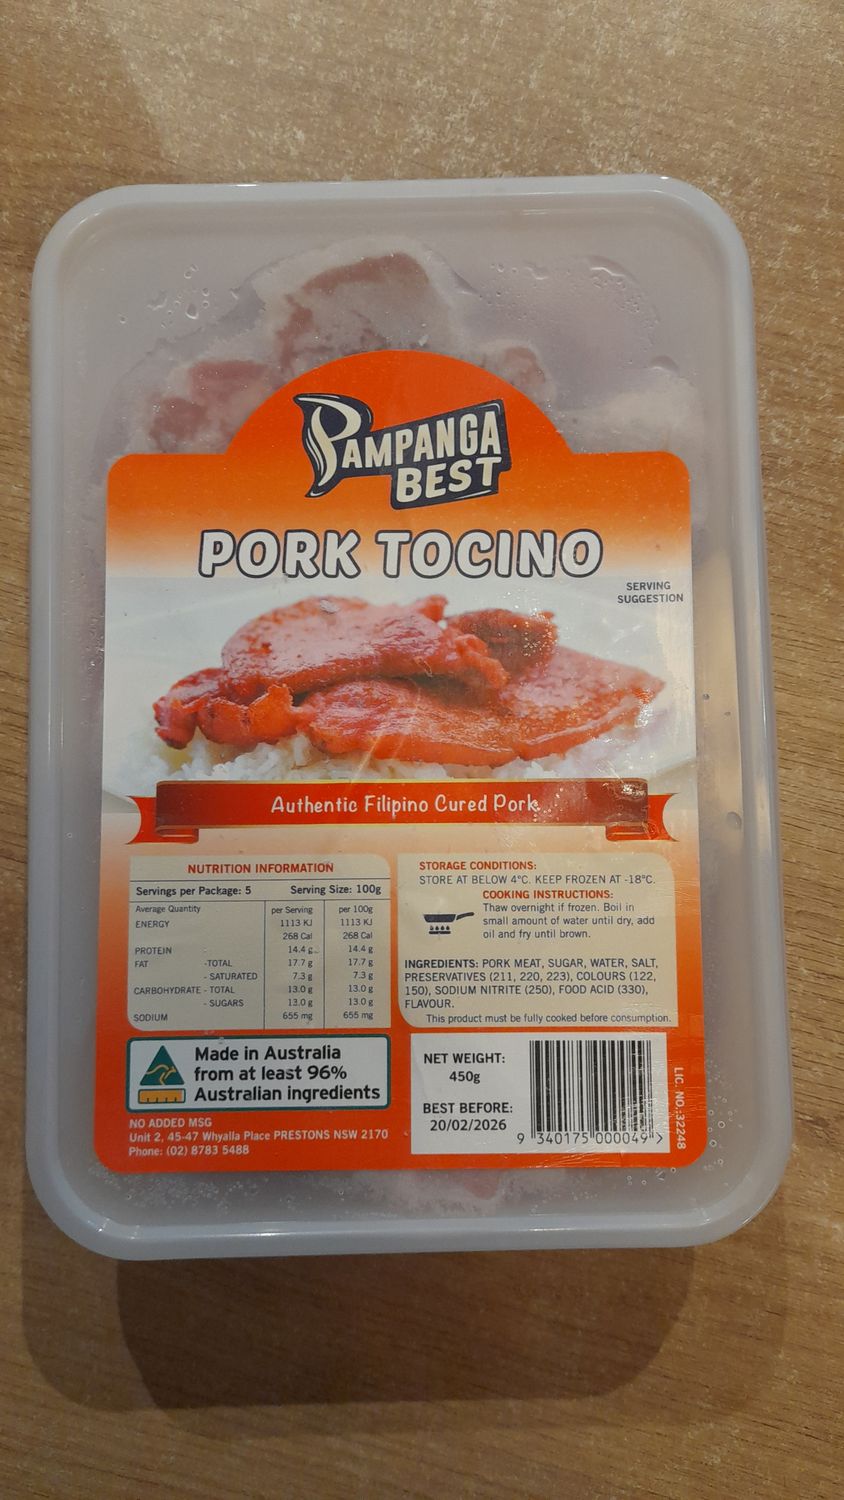 PAMPANGA
BEST
PORK TOCINO
SERVING
SUGGESTION
Authentic Filipino Cured Pork
NUTRITION INFORMATION
Servings per Package: 5 Serving Size: 100g
Average Quantity per Serving per 100g
ENERGY 1113 KJ 1113 KJ
268 Cal 268 Cal
PROTEIN 14.4 g 14.4 g
FAT -TOTAL 17.7 g 17.7 g
- SATURATED 7.3 g 7.3 g
CARBOHYDRATE - TOTAL 13.0 g 13.0 g
- SUGARS 13.0 g 13.0 g
SODIUM 655 mg 655 mg
STORAGE CONDITIONS:
STORE AT BELOW 4°C. KEEP FROZEN AT -18°C.
COOKING INSTRUCTIONS:
Thaw overnight if frozen. Boil in
small amount of water until dry, add
oil and fry until brown.
INGREDIENTS: PORK MEAT, SUGAR, WATER, SALT,
PRESERVATIVES (211, 220, 223), COLOURS (122,
150), SODIUM NITRITE (250), FOOD ACID (330),
FLAVOUR.
This product must be fully cooked before consumption.
Made in Australia
from at least 96%
Australian ingredients
NO ADDED MSG
Unit 2, 45-47 Whyalla Place PRESTONS NSW 2170
Phone: (02) 8783 5488
NET WEIGHT:
450g
BEST BEFORE:
20/02/2026
9 340175 000049 >
LIC. NO.:32248